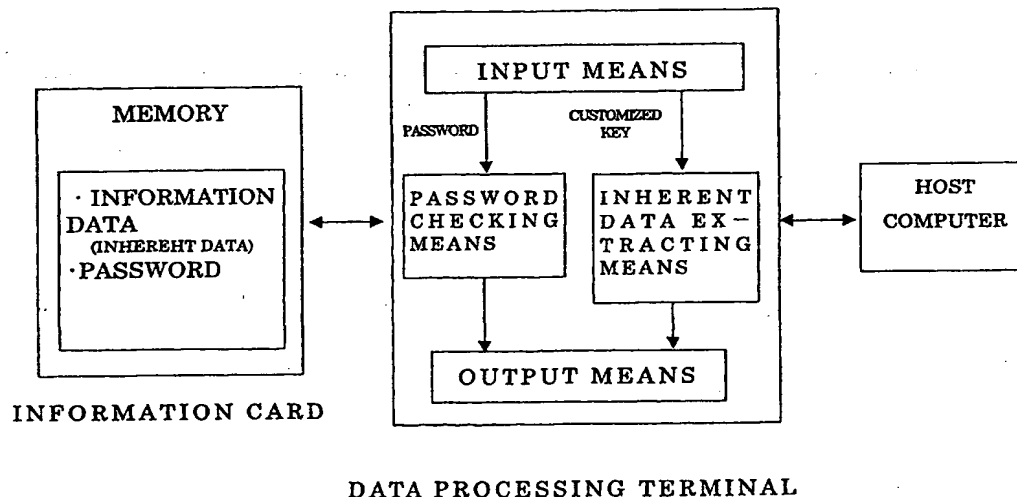 MEMORY
· INFORMATION
DATA
(INHEREHT DATA)
·PASSWORD
INFORMATION CARD
INPUT MEANS
PASSWORD
CUSTOMIZED
KEY
PASSWORD
CHECKING
MEANS
INHERENT
DATA EX-
TRACTING
MEANS
OUTPUT MEANS
DATA PROCESSING TERMINAL
HOST
COMPUTER